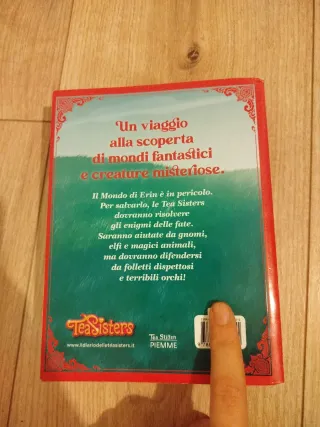 Un viaggio
alla scoperta
di mondi fantastici
e creature misteriose.
Il Mondo di Erin è in pericolo.
Per salvarlo, le Tea Sisters
dovranno risolvere
gli enigmi delle fate.
Saranno aiutate da gnomi,
elfi e magici animali,
ma dovranno difendersi
da folletti dispettosi
e terribili orchi!
Tea Sisters
www.ildiariodelleteasisters.it
Tea Stilton
PIEMME